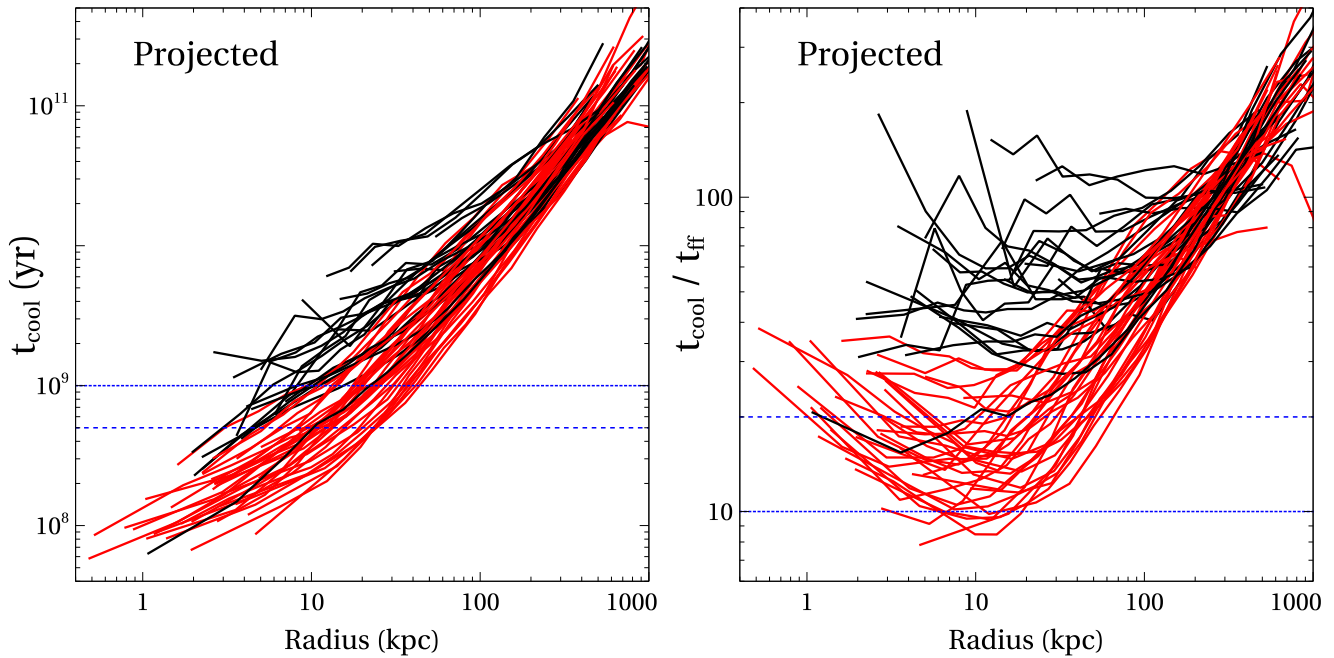 Projected
t_cool (yr)
10^11
10^9
10^8
1
10
100
1000
Radius (kpc)
Projected
t_cool / t_ff
100
10
1
10
100
1000
Radius (kpc)